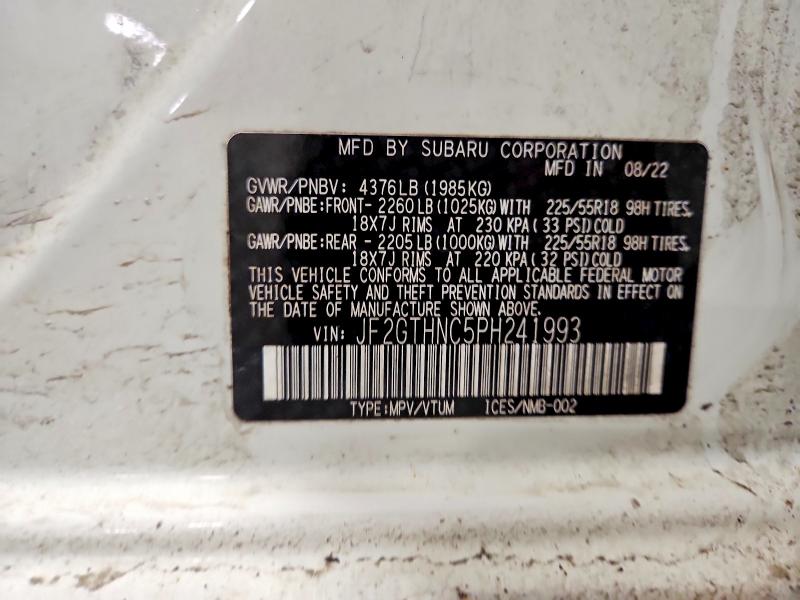 MFD BY SUBARU CORPORATION
MFD IN 08/22
GVWR/PNBV: 4376LB (1985KG)
GAWR/PNBE:FRONT- 2260LB (1025KG) WITH 225/55R18 98H TIRES,
18X7J RIMS AT 230 KPA ( 33 PSI) COLD
GAWR/PNBE:REAR - 2205LB (1000KG) WITH 225/55R18 98H TIRES,
18X7J RIMS AT 220 KPA ( 32 PSI) COLD
THIS VEHICLE CONFORMS TO ALL APPLICABLE FEDERAL MOTOR
VEHICLE SAFETY AND THEFT PREVENTION STANDARDS IN EFFECT ON
THE DATE OF MANUFACTURE SHOWN ABOVE.
VIN: JF2GTHNC5PH241993
TYPE:MPV/VTUM ICES/NMB-002